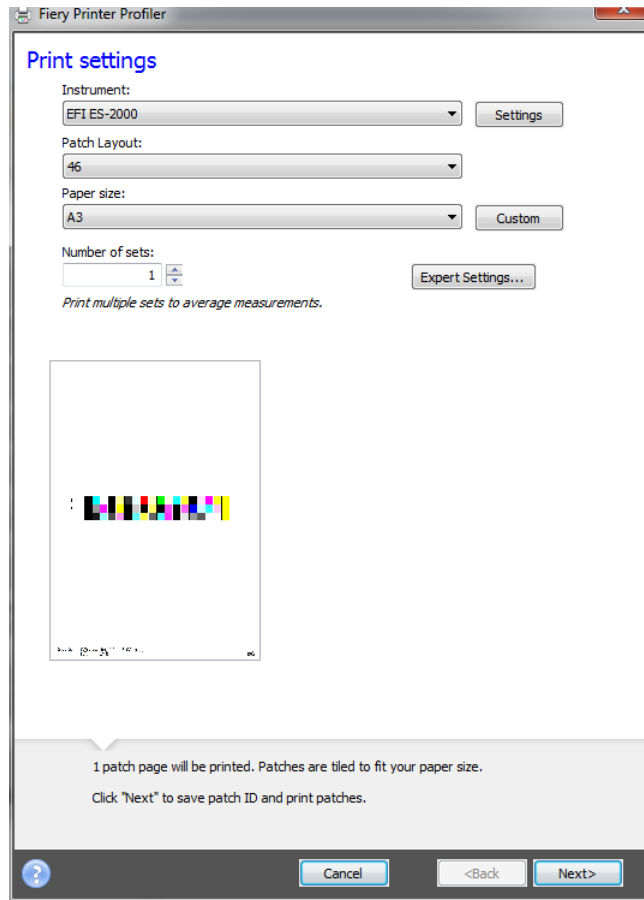 Fiery Printer Profiler
Print settings
Instrument:
EFI ES-2000
Settings
Patch Layout:
46
Paper size:
A3
Custom
Number of sets:
1
Expert Settings...
Print multiple sets to average measurements.
1 patch page will be printed. Patches are tiled to fit your paper size.
Click "Next" to save patch ID and print patches.
?
Cancel
<Back
Next>